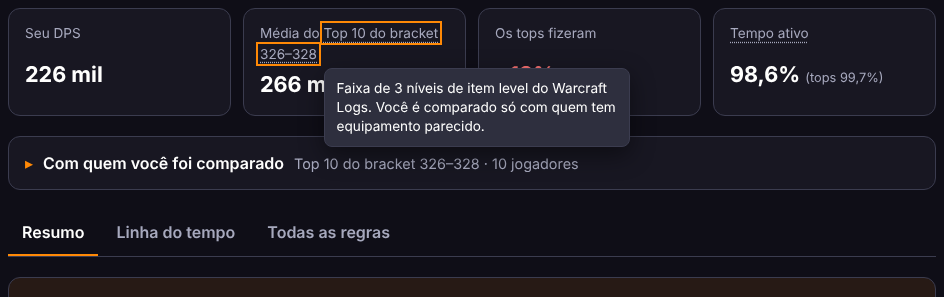 Seu DPS
226 mil
Média do Top 10 do bracket
326–328
266 m
Os tops fizeram
Tempo ativo
98,6% (tops 99,7%)
Faixa de 3 níveis de item level do Warcraft
Logs. Você é comparado só com quem tem
equipamento parecido.
▸ Com quem você foi comparado Top 10 do bracket 326–328 · 10 jogadores
Resumo
Linha do tempo
Todas as regras